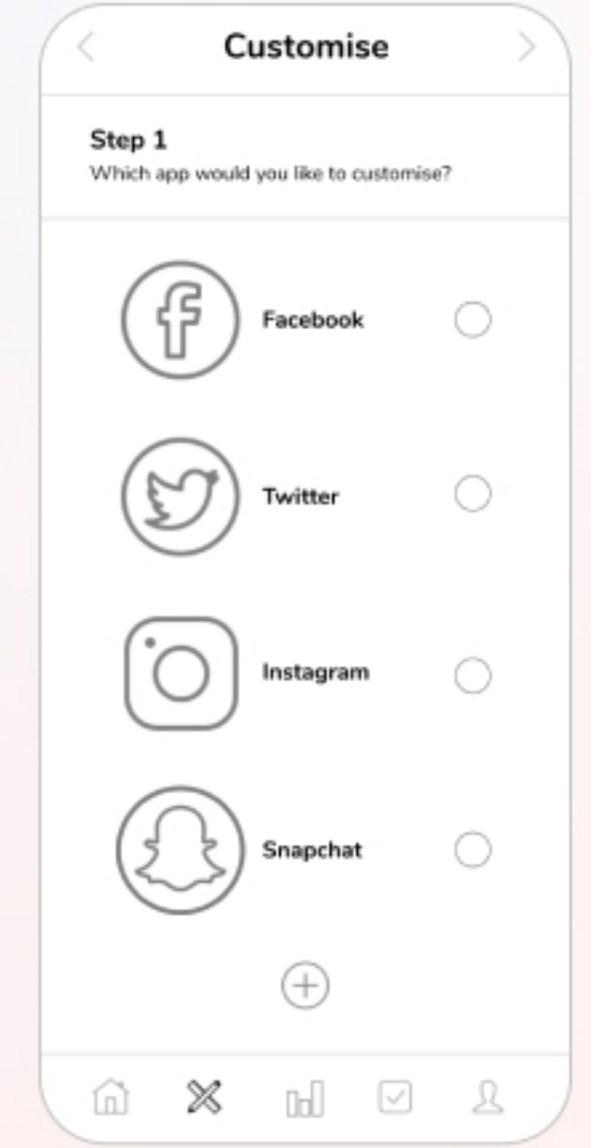 Customise
Step 1
Which app would you like to customise?
Facebook
Twitter
Instagram
Snapchat